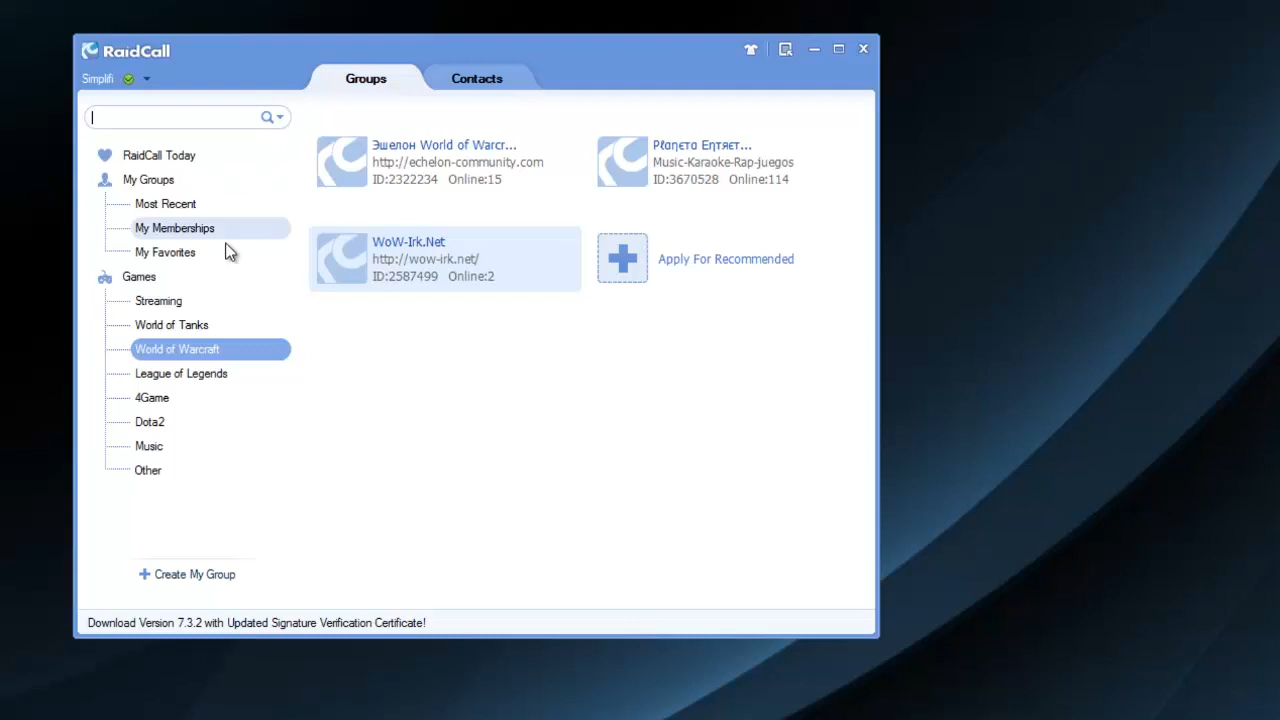 RaidCall
Simplifi
Groups
Contacts
RaidCall Today
My Groups
Most Recent
My Memberships
My Favorites
Games
Streaming
World of Tanks
World of Warcraft
League of Legends
4Game
Dota2
Music
Other
Create My Group
Эшелон World of Warcr...
http://echelon-community.com
ID:2322234 Online:15
Pℓαηєтα Eηтяєт...
Music-Karaoke-Rap-juegos
ID:3670528 Online:114
WoW-Irk.Net
http://wow-irk.net/
ID:2587499 Online:2
Apply For Recommended
Download Version 7.3.2 with Updated Signature Verification Certificate!